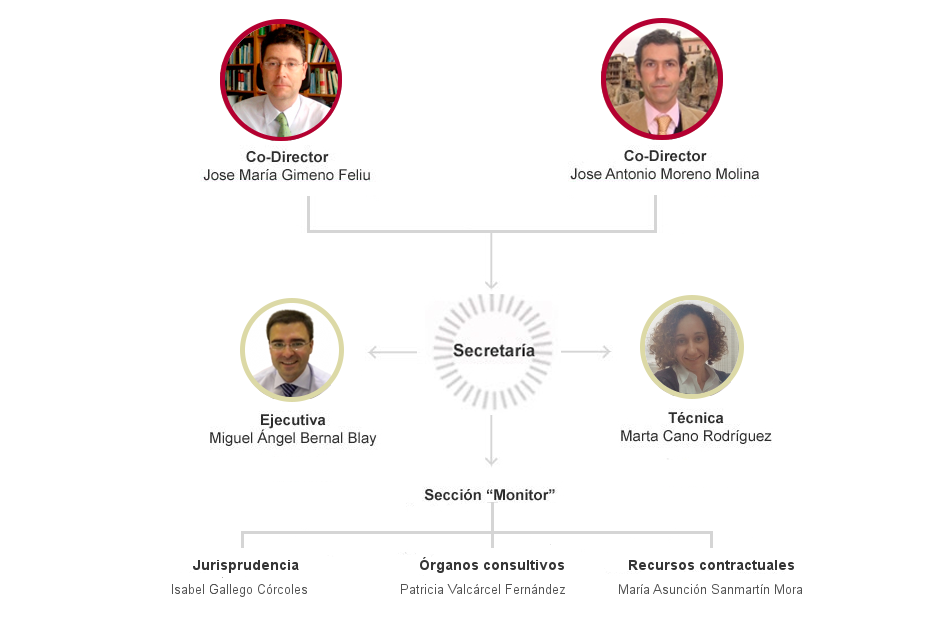 Co-Director
Jose María Gimeno Feliu
Co-Director
Jose Antonio Moreno Molina
Secretaría
Ejecutiva
Miguel Ángel Bernal Blay
Técnica
Marta Cano Rodríguez
Sección “Monitor”
Jurisprudencia
Isabel Gallego Córcoles
Órganos consultivos
Patricia Valcárcel Fernández
Recursos contractuales
María Asunción Sanmartín Mora